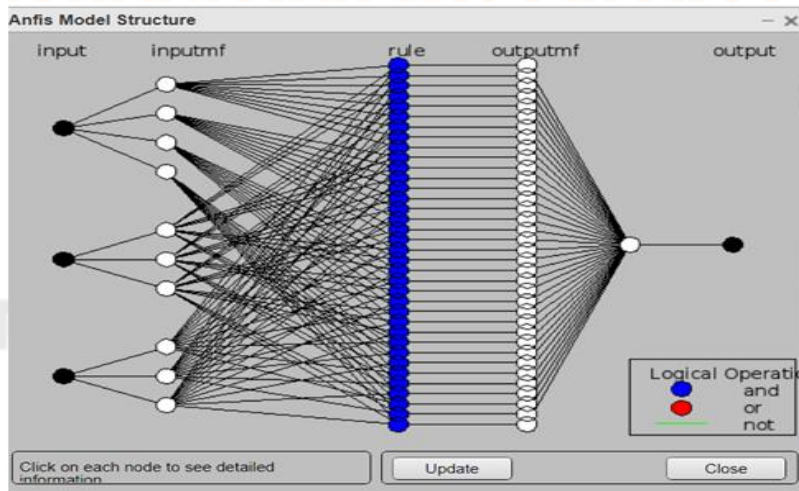 Anfis Model Structure
input inputmf rule outputmf output
Logical Operatio
and
or
not
Click on each node to see detailed
information
Update
Close